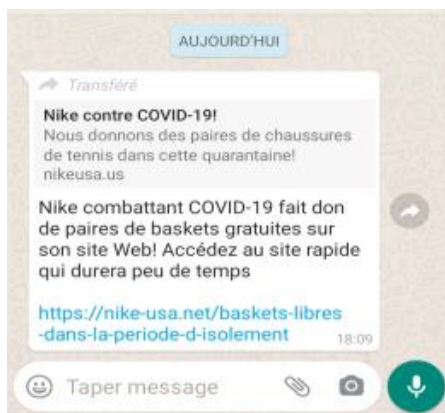 AUJOURD'HUI
Transféré
Nike contre COVID-19!
Nous donnons des paires de chaussures
de tennis dans cette quarantaine!
nikeusa.us
Nike combattant COVID-19 fait don
de paires de baskets gratuites sur
son site Web! Accédez au site rapide
qui durera peu de temps
https://nike-usa.net/baskets-libres
-dans-la-periode-d-isolement
18:09
Taper message